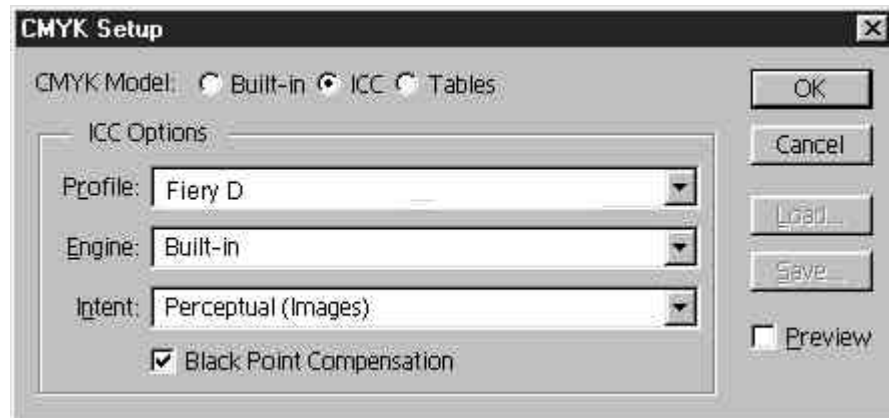 CMYK Setup
CMYK Model: Built-in ICC Tables
OK
ICC Options
Cancel
Profile: Fiery D
Load...
Engine: Built-in
Save...
Intent: Perceptual (Images)
Preview
Black Point Compensation